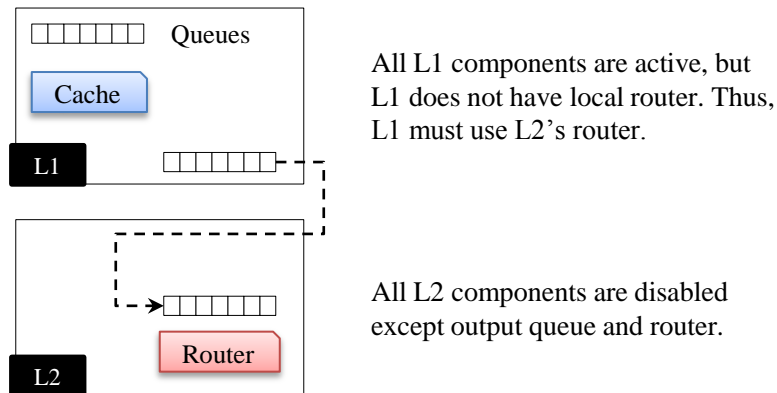 Queues
Cache
L1
All L1 components are active, but
L1 does not have local router. Thus,
L1 must use L2’s router.
All L2 components are disabled
except output queue and router.
Router
L2